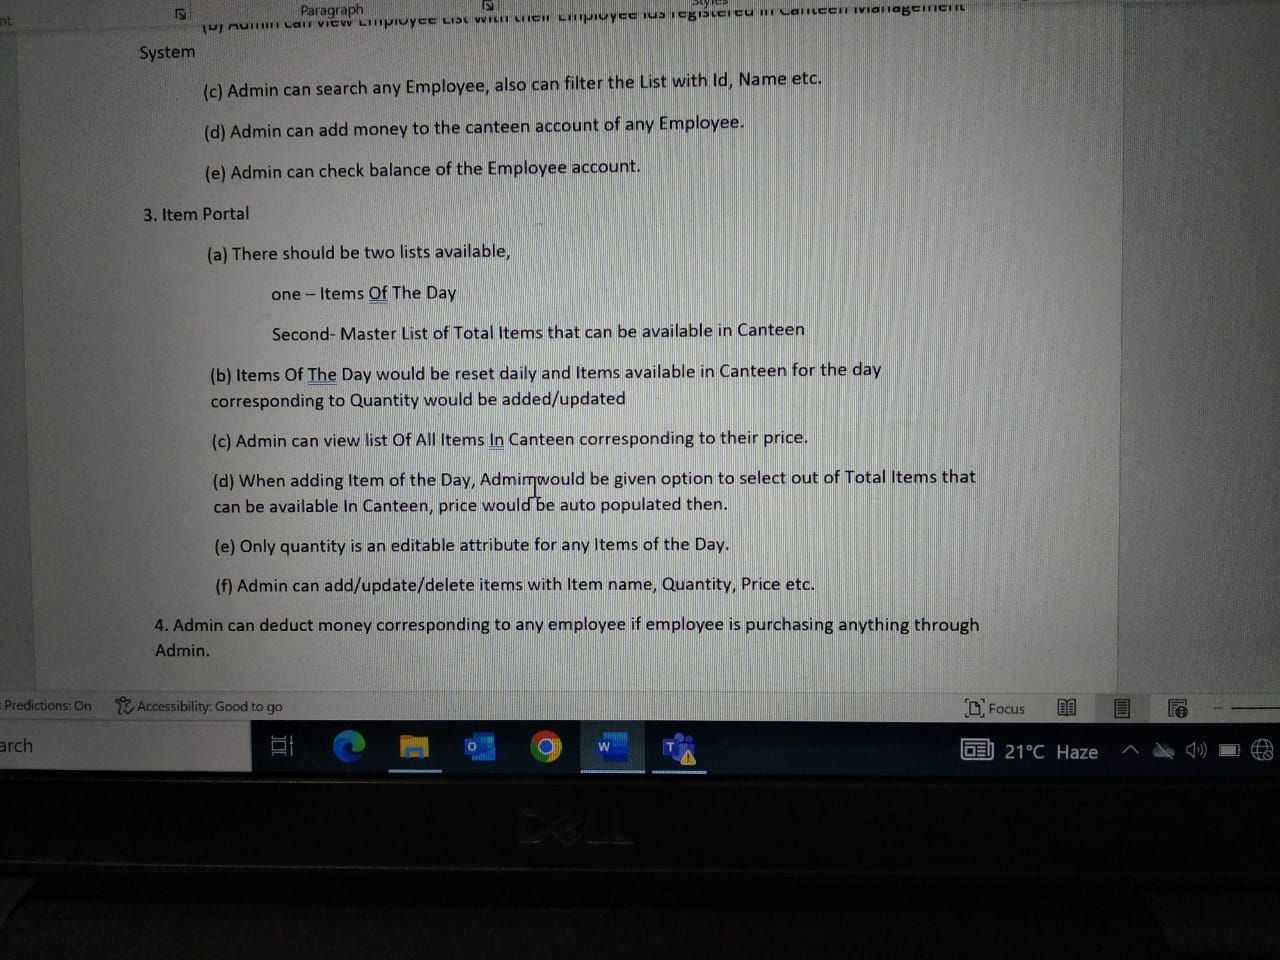 nt Paragraph Styles
(b) Admin can view Employee List with their Employee ids registered in Canteen Management
System
(c) Admin can search any Employee, also can filter the List with Id, Name etc.
(d) Admin can add money to the canteen account of any Employee.
(e) Admin can check balance of the Employee account.
3. Item Portal
(a) There should be two lists available,
one – Items Of The Day
Second- Master List of Total Items that can be available in Canteen
(b) Items Of The Day would be reset daily and Items available in Canteen for the day
corresponding to Quantity would be added/updated
(c) Admin can view list Of All Items In Canteen corresponding to their price.
(d) When adding Item of the Day, Admin would be given option to select out of Total Items that
can be available In Canteen, price would be auto populated then.
(e) Only quantity is an editable attribute for any Items of the Day.
(f) Admin can add/update/delete items with Item name, Quantity, Price etc.
4. Admin can deduct money corresponding to any employee if employee is purchasing anything through
Admin.
Predictions: On Accessibility: Good to go Focus
arch 21°C Haze
DELL